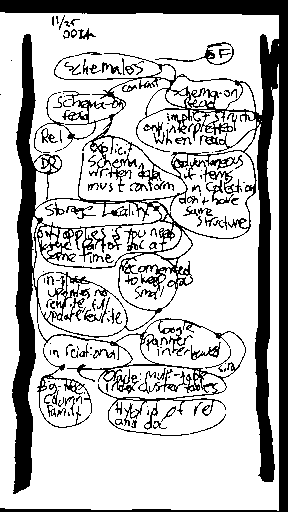 11/25
DDIA
SF
Schemaless
contrast
Schema-on
read
Schema-on
read
implicit structure
only interpreted
when read
Rel
explicit
Schema,
written data
must conform
advantageous
if items
in collection
don't have
same
structure
Storage Locality
only applies if you need
large part of doc at
same time
recommended
to keep docs
small
in-place
updates no
rewrite full
update rewrite
Google
Spanner
interleaved
in relational
Oracle: multi-table
index cluster tables
Big Table
column-
family
Hybrid of rel
and doc